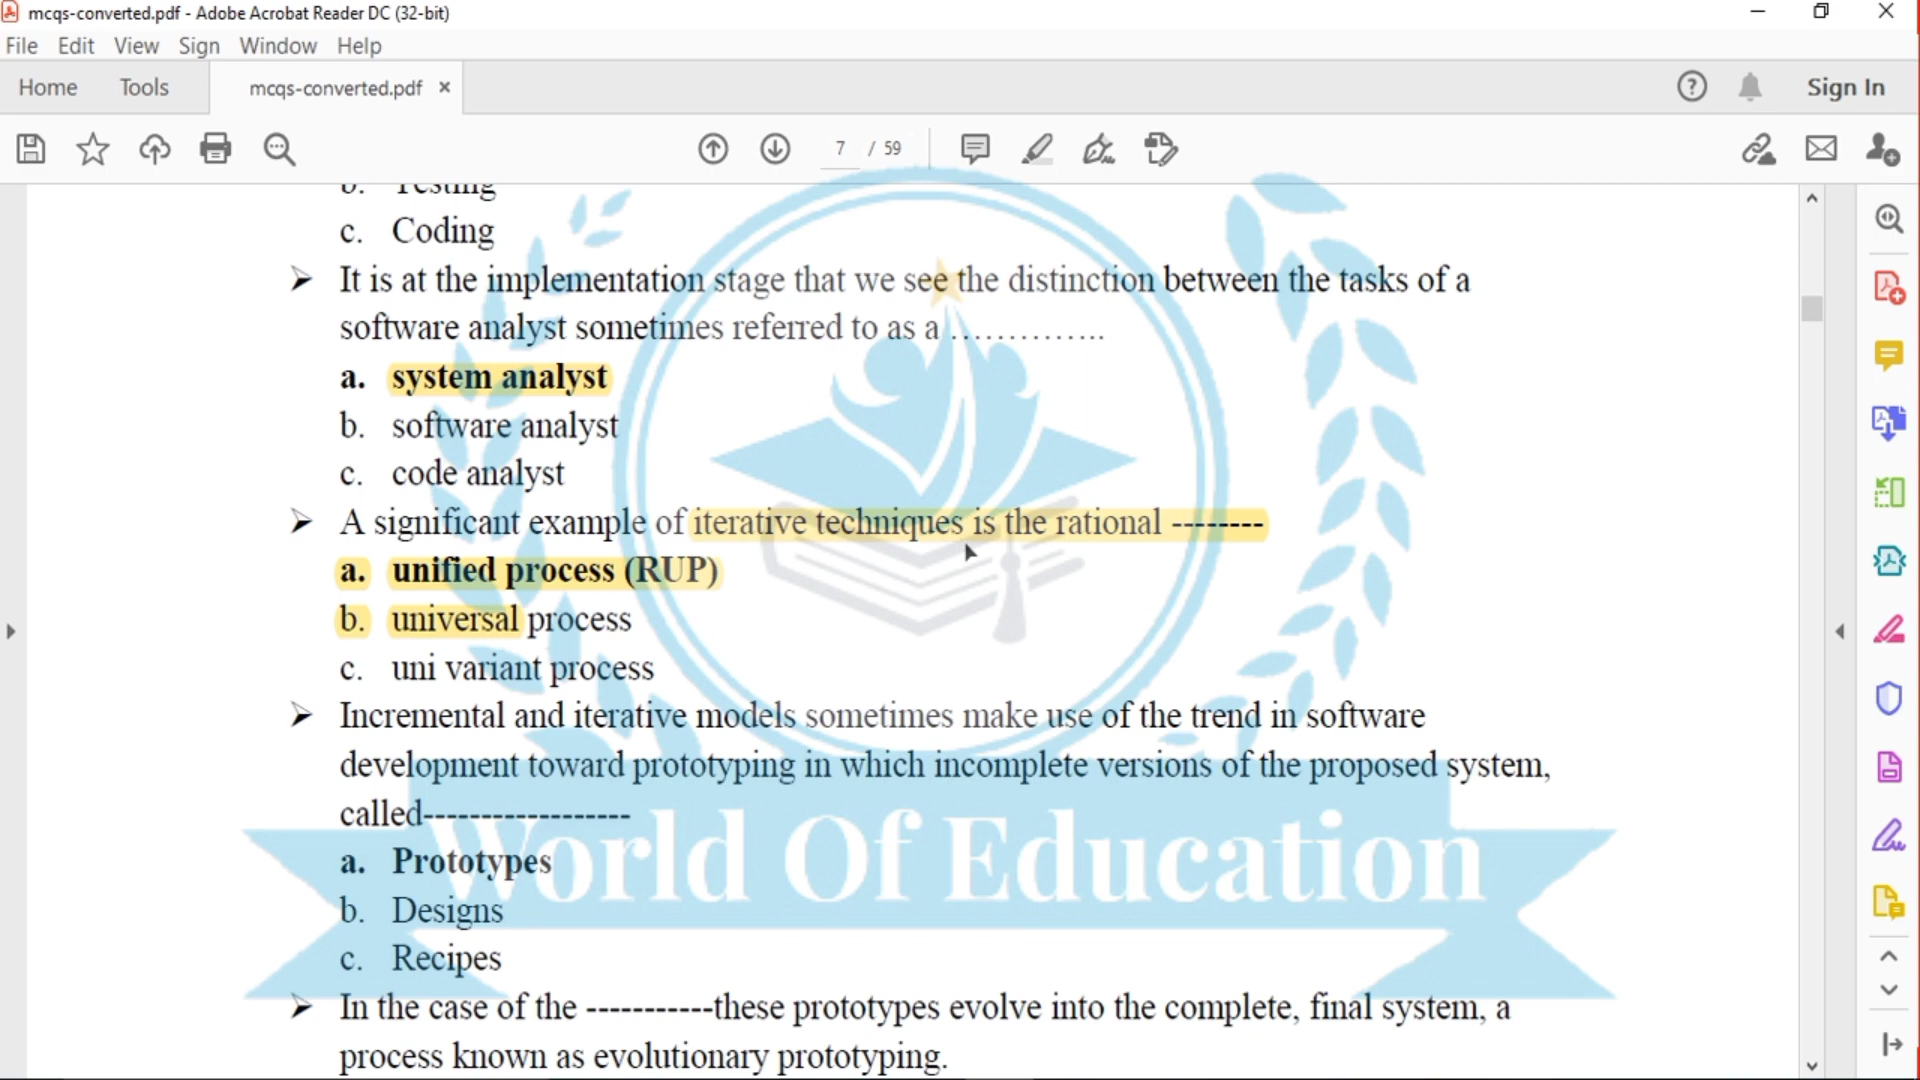 mcqs-converted.pdf - Adobe Acrobat Reader DC (32-bit)
File Edit View Sign Window Help
Home Tools mcqs-converted.pdf × Sign In
7 / 59
b. Testing
c. Coding
➢ It is at the implementation stage that we see the distinction between the tasks of a
software analyst sometimes referred to as a …………..
a. system analyst
b. software analyst
c. code analyst
➢ A significant example of iterative techniques is the rational --------
a. unified process (RUP)
b. universal process
c. uni variant process
➢ Incremental and iterative models sometimes make use of the trend in software
development toward prototyping in which incomplete versions of the proposed system,
called------------------
a. Prototypes
b. Designs
c. Recipes
World Of Education
➢ In the case of the -----------these prototypes evolve into the complete, final system, a
process known as evolutionary prototyping.